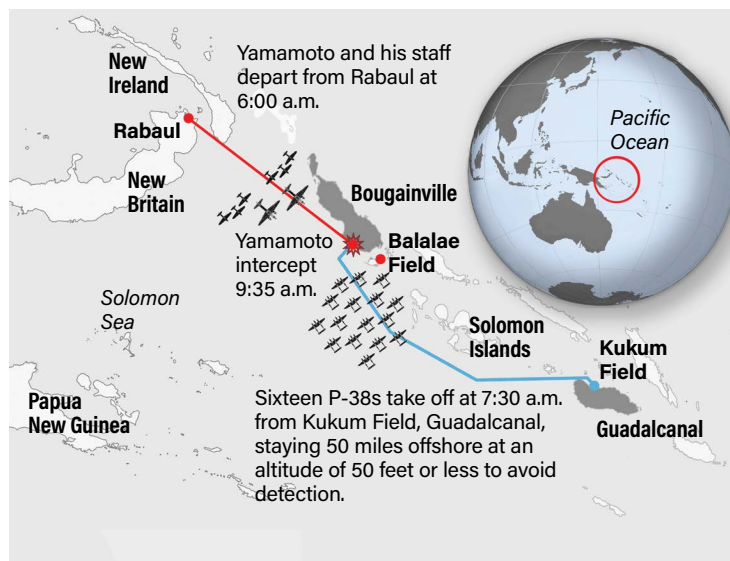 New
Ireland
Yamamoto and his staff
depart from Rabaul at
6:00 a.m.
Rabaul
New
Britain
Pacific
Ocean
Bougainville
Yamamoto
intercept
9:35 a.m.
Balalae
Field
Solomon
Sea
Solomon
Islands
Kukum
Field
Papua
New Guinea
Sixteen P-38s take off at 7:30 a.m.
from Kukum Field, Guadalcanal,
staying 50 miles offshore at an
altitude of 50 feet or less to avoid
detection.
Guadalcanal